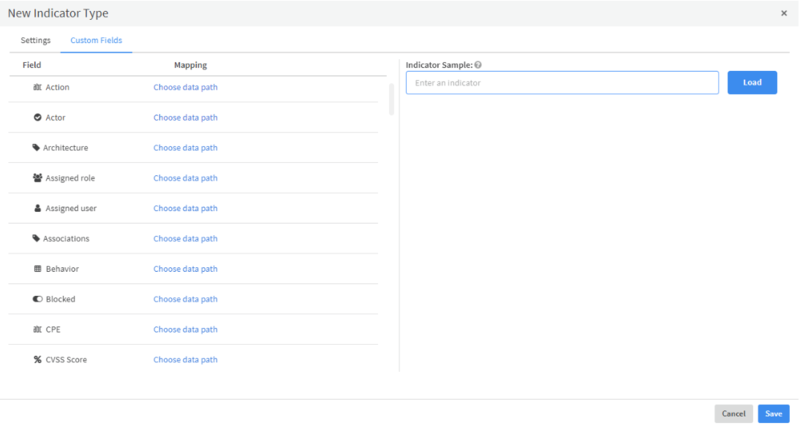 New Indicator Type
Settings Custom Fields
Field Mapping
Action Choose data path
Actor Choose data path
Architecture Choose data path
Assigned role Choose data path
Assigned user Choose data path
Associations Choose data path
Behavior Choose data path
Blocked Choose data path
CPE Choose data path
CVSS Score Choose data path
Indicator Sample:
Enter an indicator Load
Cancel Save